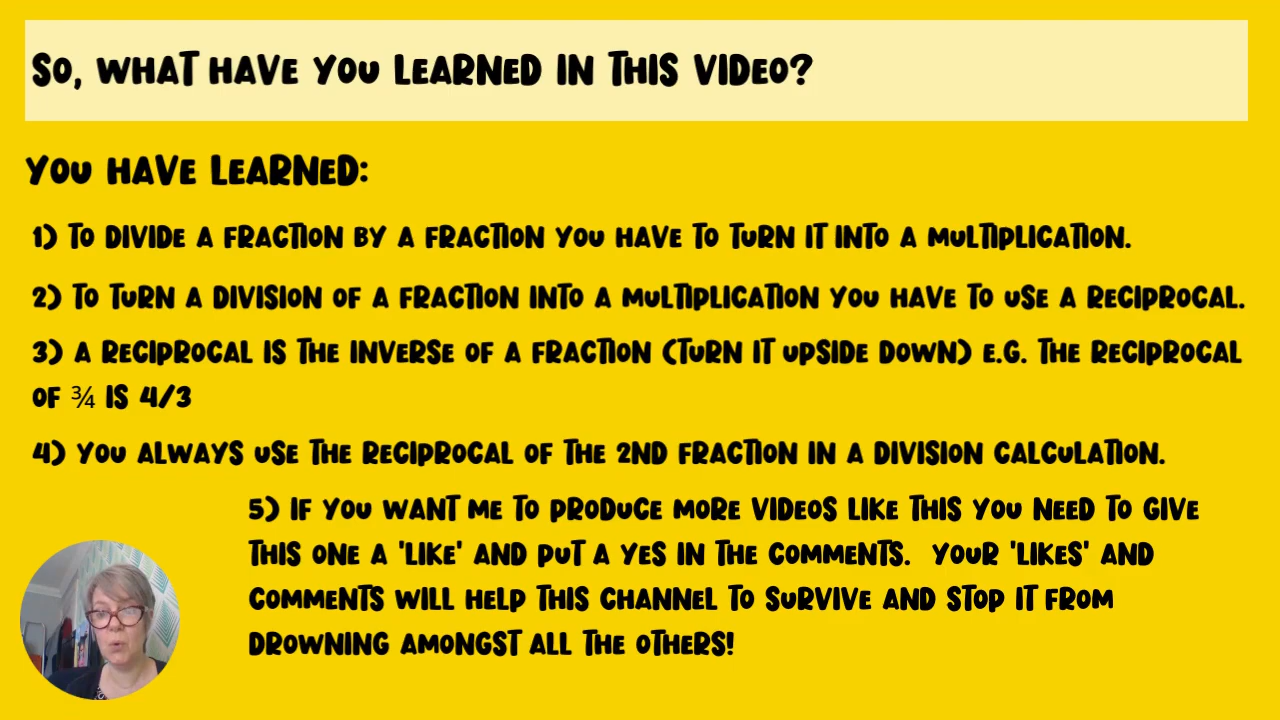 SO, WHAT HAVE YOU LEARNED IN THIS VIDEO?
YOU HAVE LEARNED:
1) TO DIVIDE A FRACTION BY A FRACTION YOU HAVE TO TURN IT INTO A MULTIPLICATION.
2) TO TURN A DIVISION OF A FRACTION INTO A MULTIPLICATION YOU HAVE TO USE A RECIPROCAL.
3) A RECIPROCAL IS THE INVERSE OF A FRACTION (TURN IT UPSIDE DOWN) E.G. THE RECIPROCAL
OF ¾ IS 4/3
4) YOU ALWAYS USE THE RECIPROCAL OF THE 2ND FRACTION IN A DIVISION CALCULATION.
5) IF YOU WANT ME TO PRODUCE MORE VIDEOS LIKE THIS YOU NEED TO GIVE
THIS ONE A 'LIKE' AND PUT A YES IN THE COMMENTS.  YOUR 'LIKES' AND
COMMENTS WILL HELP THIS CHANNEL TO SURVIVE AND STOP IT FROM
DROWNING AMONGST ALL THE OTHERS!